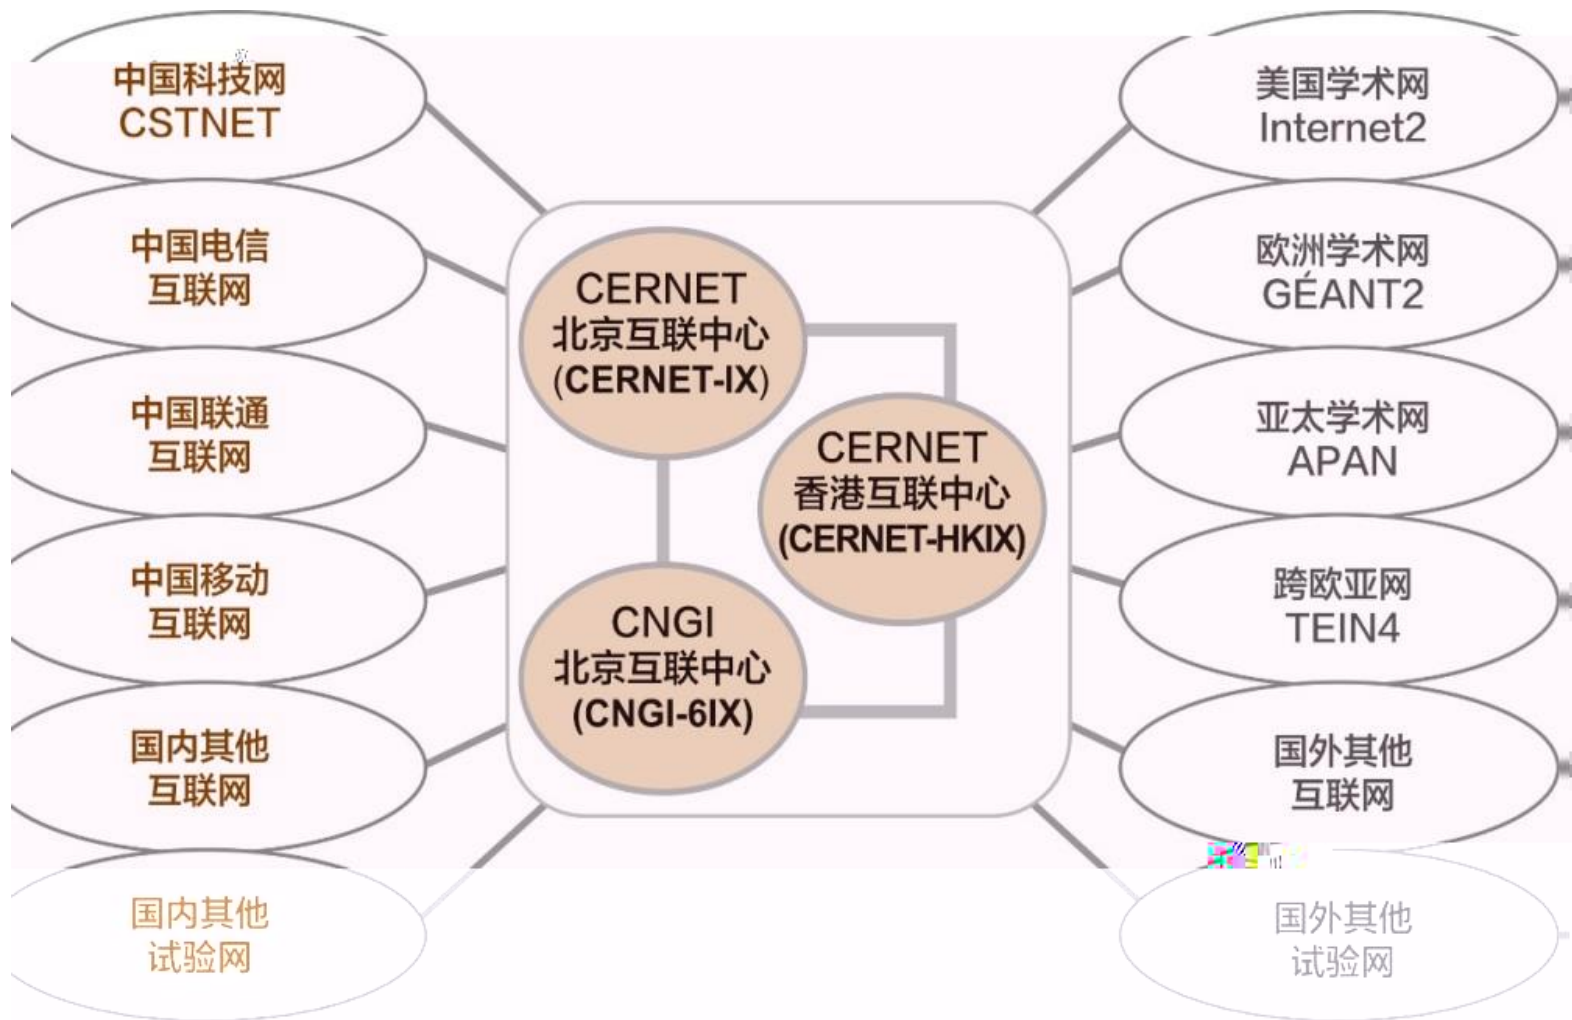 中国科技网
CSTNET
中国电信
互联网
中国联通
互联网
中国移动
互联网
国内其他
互联网
国内其他
试验网
CERNET
北京互联中心
(CERNET-IX)
CERNET
香港互联中心
(CERNET-HKIX)
CNGI
北京互联中心
(CNGI-6IX)
美国学术网
Internet2
欧洲学术网
GÉANT2
亚太学术网
APAN
跨欧亚网
TEIN4
国外其他
互联网
国外其他
试验网